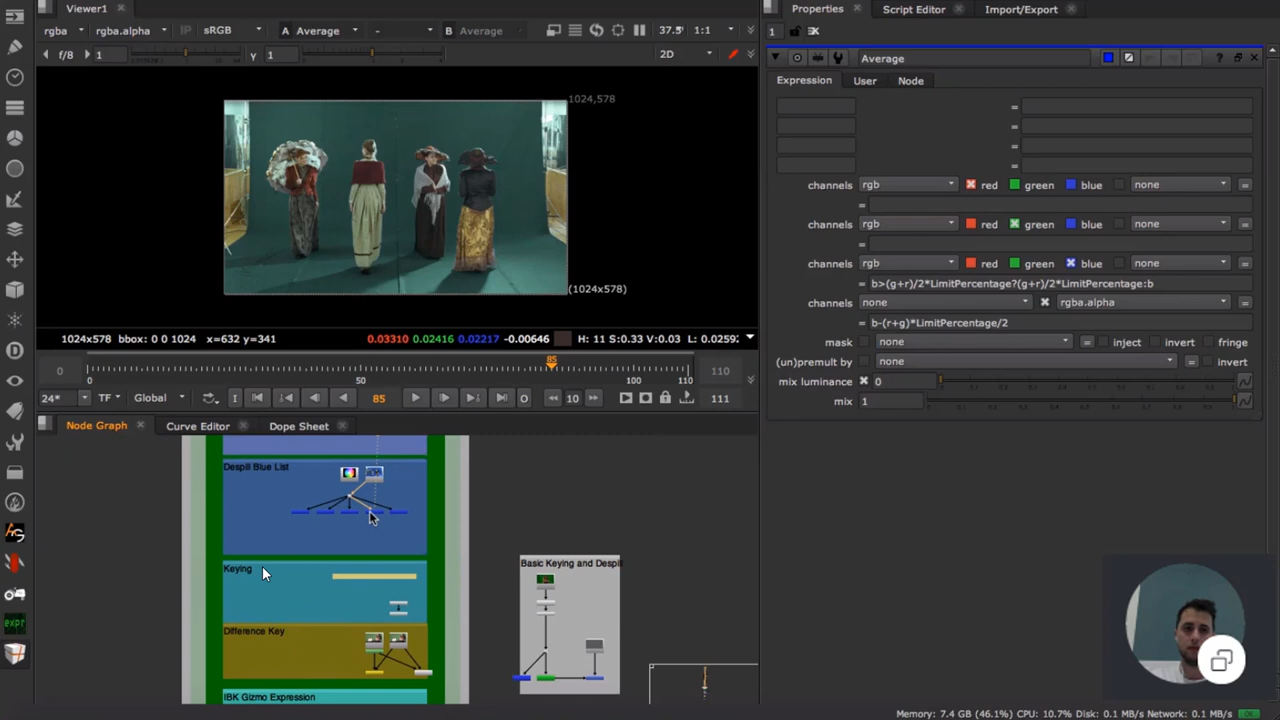 Viewer1
Properties
Script Editor
Import/Export
rgba
rgba.alpha
IP
sRGB
A Average
-
B Average
37.5
1:1
1
f/8
1
Y
1
2D
Average
Expression
User
Node
=
=
=
=
1024,578
(1024x578)
channels rgb red green blue none =
=
channels rgb red green blue none =
=
channels rgb red green blue none =
= b>(g+r)/2*LimitPercentage?(g+r)/2*LimitPercentage:b
channels none rgba.alpha =
= b-(r+g)*LimitPercentage/2
mask none = inject invert fringe
(un)premult by none = invert
mix luminance 0
mix 1
1024x578 bbox: 0 0 1024 x=632 y=341
0.03310 0.02416 0.02217 -0.00646
H: 11 S:0.33 V:0.03 L: 0.0259
0
85
110
0
50
100
110
24*
TF
Global
I
85
O
10
111
Node Graph
Curve Editor
Dope Sheet
Despill Blue List
Keying
Basic Keying and Despil
Difference Key
IBK Gizmo Expression
expr
Memory: 7.4 GB (46.1%) CPU: 10.7% Disk: 0.1 MB/s Network: 0.1 MB/s